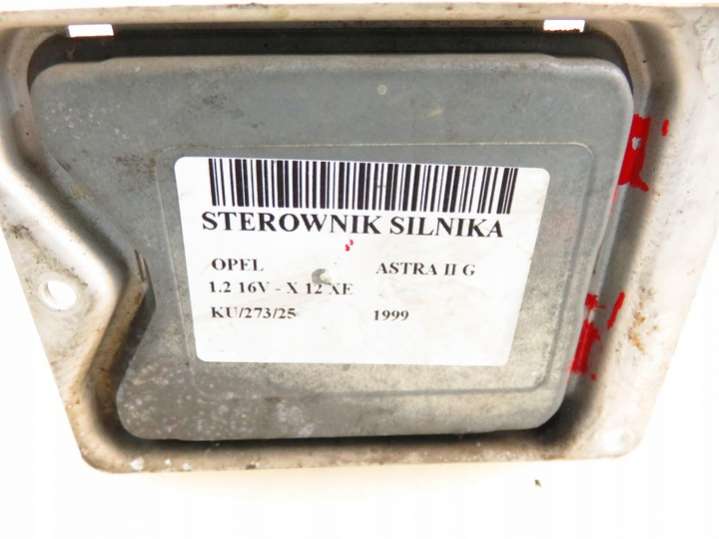 STEROWNIK SILNIKA
OPEL ASTRA II G
1.2 16V - X 12 XE
KU/273/25 1999